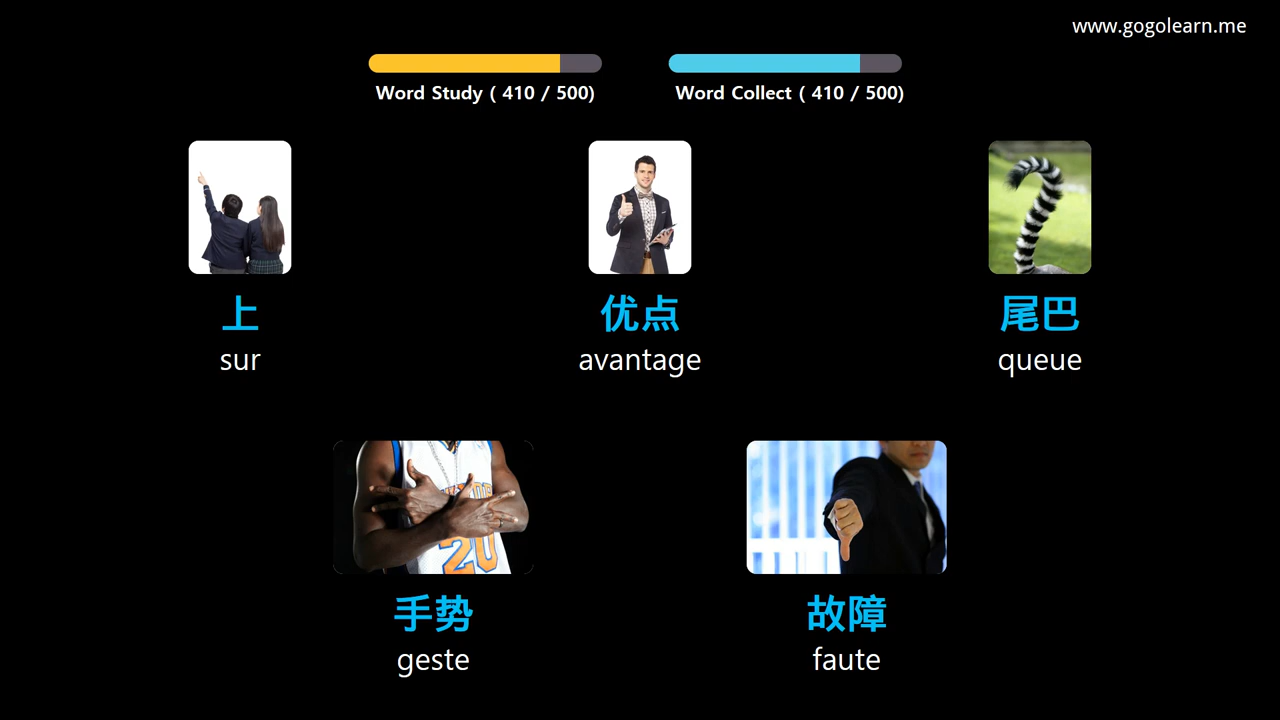 www.gogolearn.me
Word Study ( 410 / 500)
Word Collect ( 410 / 500)
上
sur
优点
avantage
尾巴
queue
20
手势
geste
故障
faute